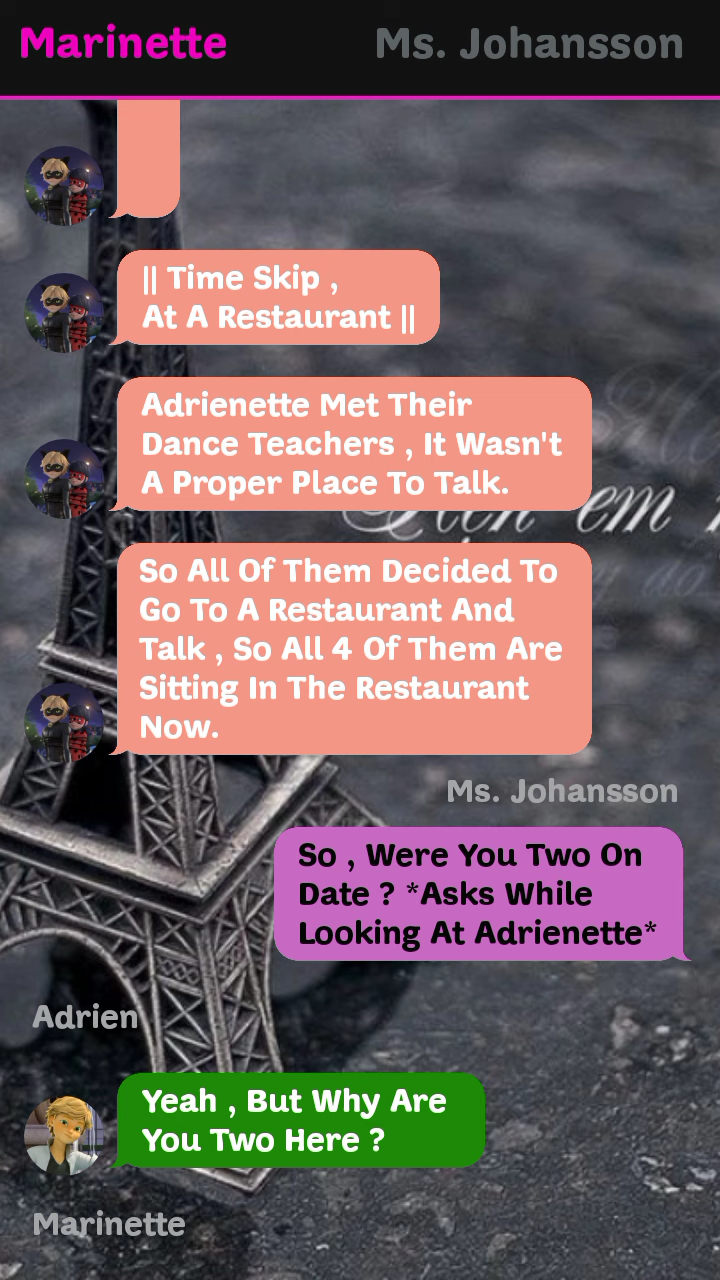 Marinette
Ms. Johansson
|| Time Skip ,
At A Restaurant ||
Adrienette Met Their
Dance Teachers , It Wasn't
A Proper Place To Talk.
em
So All Of Them Decided To
Go To A Restaurant And
Talk , So All 4 Of Them Are
Sitting In The Restaurant
Now.
Ms. Johansson
So , Were You Two On
Date ? *Asks While
Looking At Adrienette*
Adrien
Yeah , But Why Are
You Two Here ?
Marinette